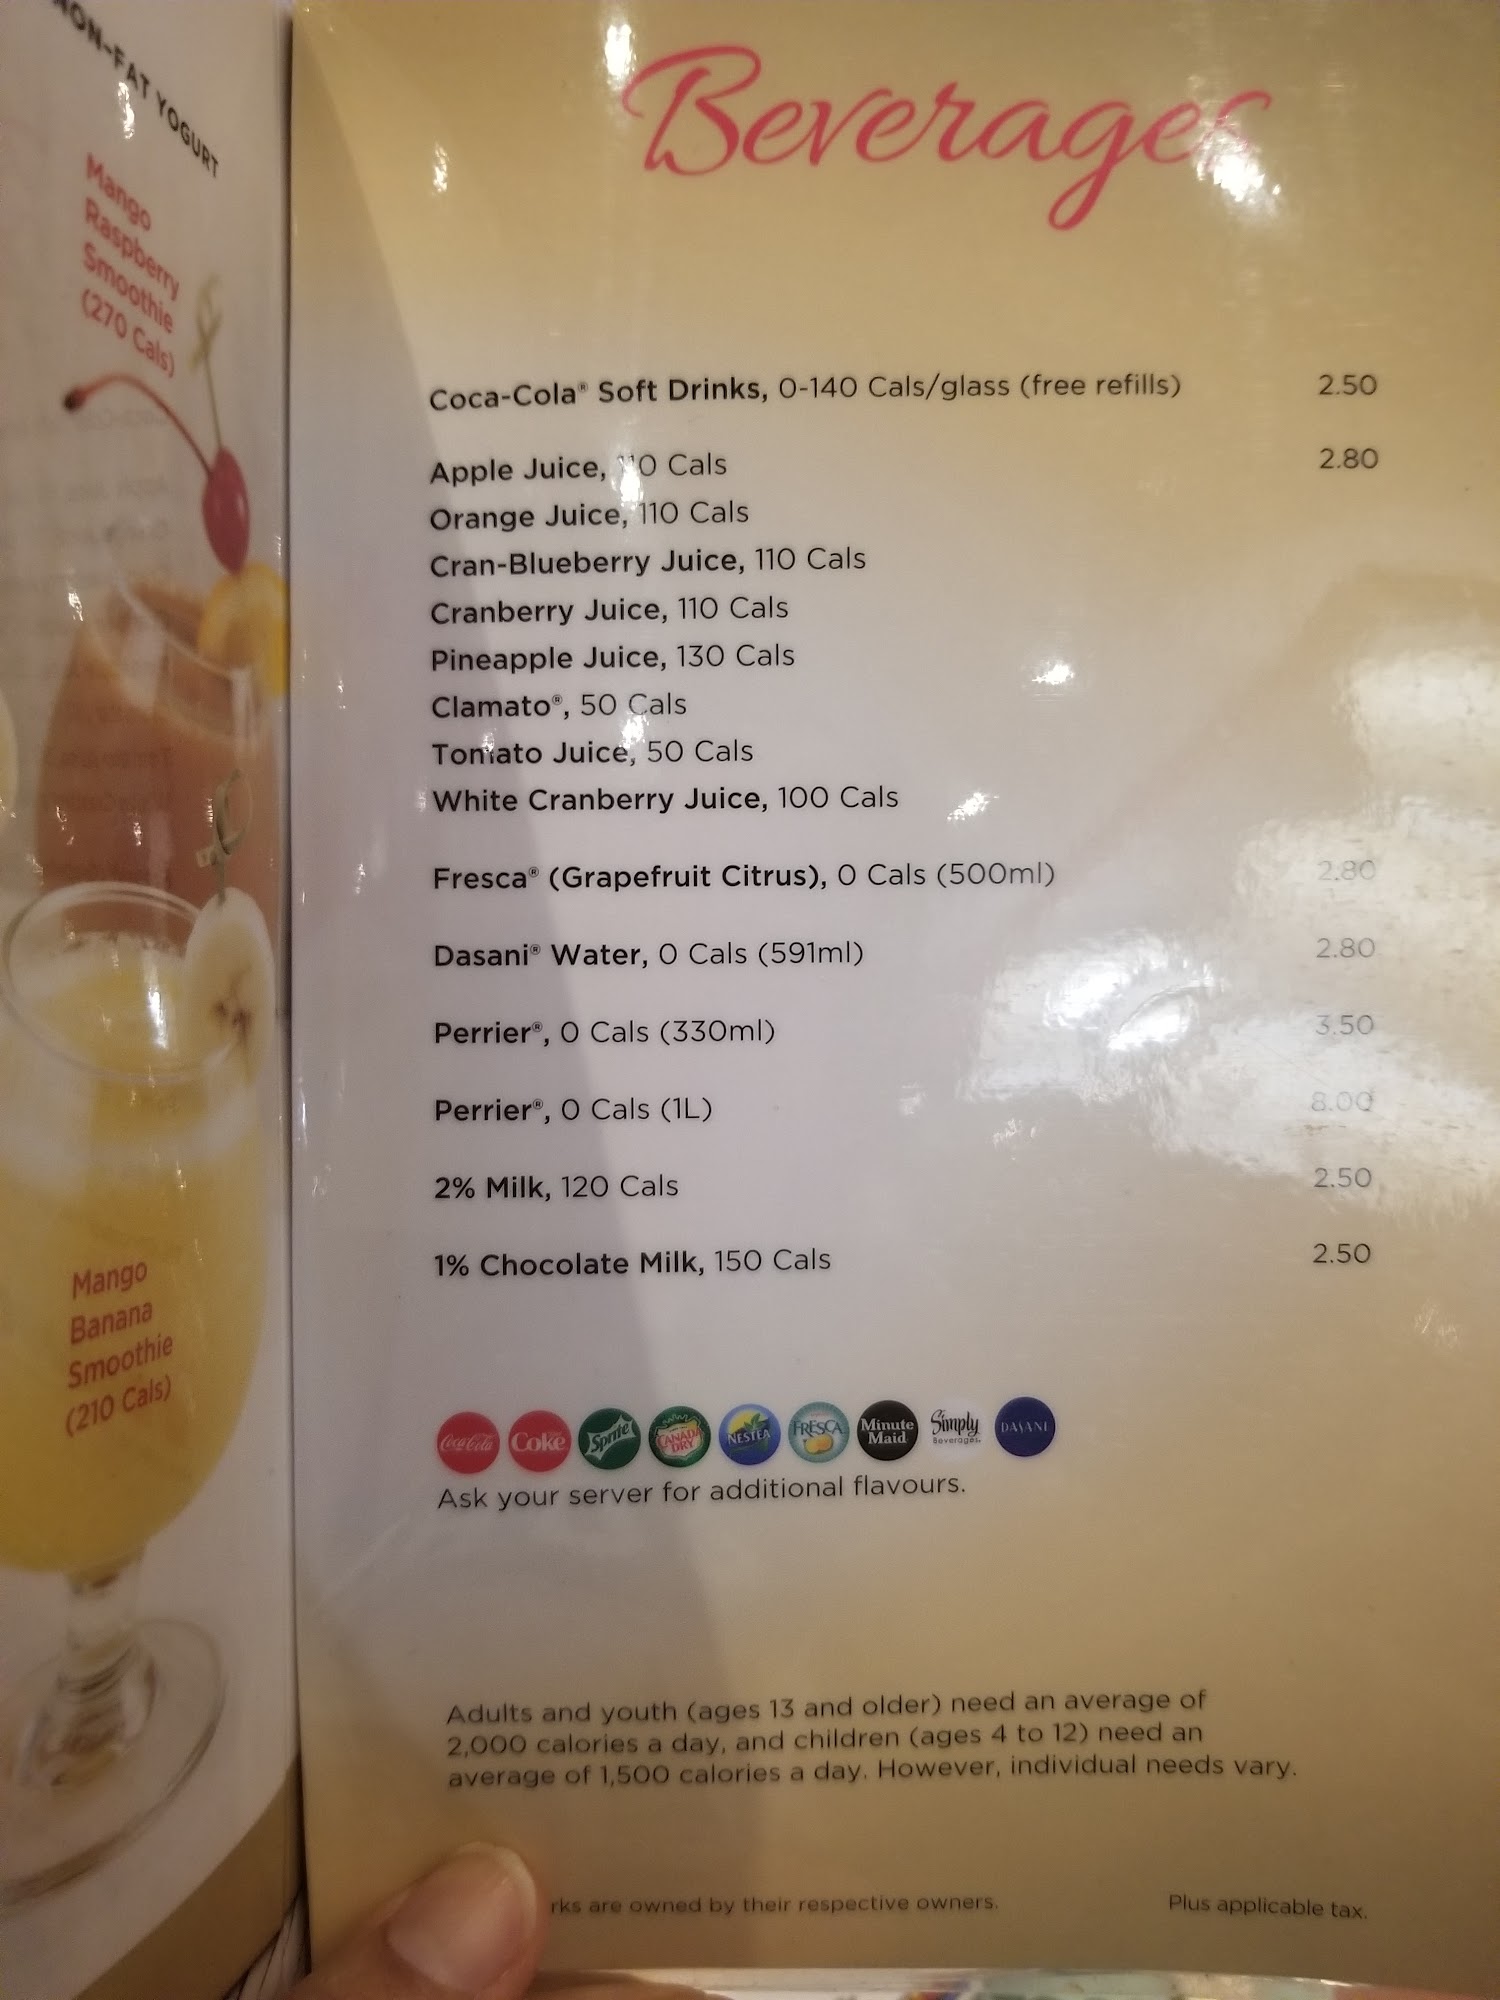 NON-FAT YOGURT
Mango
Raspberry
Smoothie
(270 Cals)
Mango
Banana
Smoothie
(210 Cals)
Beverages
Coca-Cola® Soft Drinks, 0-140 Cals/glass (free refills) 2.50
Apple Juice, 110 Cals 2.80
Orange Juice, 110 Cals
Cran-Blueberry Juice, 110 Cals
Cranberry Juice, 110 Cals
Pineapple Juice, 130 Cals
Clamato®, 50 Cals
Tomato Juice, 50 Cals
White Cranberry Juice, 100 Cals
Fresca® (Grapefruit Citrus), 0 Cals (500ml) 2.80
Dasani® Water, 0 Cals (591ml) 2.80
Perrier®, 0 Cals (330ml) 3.50
Perrier®, 0 Cals (1L) 8.00
2% Milk, 120 Cals 2.50
1% Chocolate Milk, 150 Cals 2.50
Coca-Cola Coke Sprite CANADA DRY NESTEA FRESCA Minute Maid Simply Beverages DASANI
Ask your server for additional flavours.
Adults and youth (ages 13 and older) need an average of
2,000 calories a day, and children (ages 4 to 12) need an
average of 1,500 calories a day. However, individual needs vary.
are owned by their respective owners. Plus applicable tax.